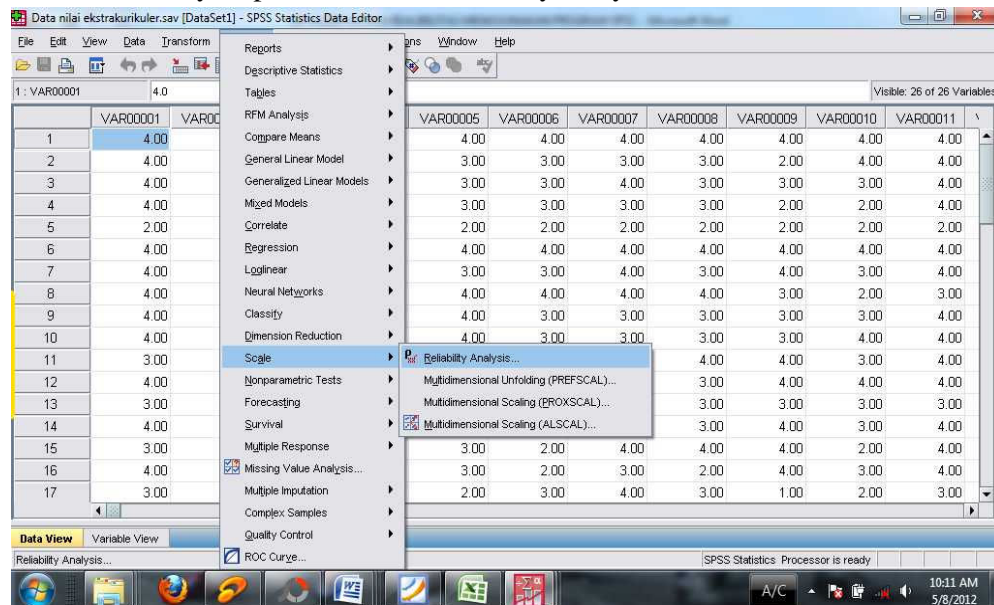 Data nilai ekstrakurikuler.sav [DataSet1] - SPSS Statistics Data Editor
File Edit View Data Transform Window Help
1 : VAR00001 4.0 Visible: 26 of 26 Variables
VAR00001 VAR00005 VAR00006 VAR00007 VAR00008 VAR00009 VAR00010 VAR00011
1 4.00 4.00 4.00 4.00 4.00 4.00 4.00 4.00
2 4.00 3.00 3.00 3.00 3.00 2.00 4.00 4.00
3 4.00 3.00 3.00 4.00 3.00 3.00 3.00 4.00
4 4.00 3.00 3.00 3.00 3.00 2.00 2.00 4.00
5 2.00 2.00 2.00 2.00 2.00 2.00 2.00 2.00
6 4.00 4.00 4.00 4.00 4.00 4.00 4.00 4.00
7 4.00 3.00 3.00 4.00 3.00 4.00 3.00 4.00
8 4.00 4.00 4.00 4.00 4.00 3.00 2.00 3.00
9 4.00 4.00 3.00 4.00 3.00 3.00 3.00 4.00
10 4.00 4.00 3.00 3.00 3.00 3.00 3.00 4.00
11 3.00 4.00 4.00 3.00 4.00
12 4.00 3.00 4.00 4.00 4.00
13 3.00 3.00 3.00 3.00 3.00
14 4.00 3.00 4.00 3.00 4.00
15 3.00 3.00 2.00 4.00 4.00 4.00 2.00 4.00
16 4.00 3.00 2.00 3.00 2.00 4.00 3.00 4.00
17 3.00 2.00 3.00 4.00 3.00 1.00 2.00 3.00
Reports
Descriptive Statistics
Tables
RFM Analysis
Compare Means
General Linear Model
Generalized Linear Models
Mixed Models
Correlate
Regression
Loglinear
Neural Networks
Classify
Dimension Reduction
Scale
Nonparametric Tests
Forecasting
Survival
Multiple Response
Missing Value Analysis...
Multiple Imputation
Complex Samples
Quality Control
ROC Curve...
Reliability Analysis...
Multidimensional Unfolding (PREFSCAL)...
Multidimensional Scaling (PROXSCAL)...
Multidimensional Scaling (ALSCAL)...
Data View Variable View
Reliability Analysis... SPSS Statistics Processor is ready
A/C 10:11 AM
5/8/2012